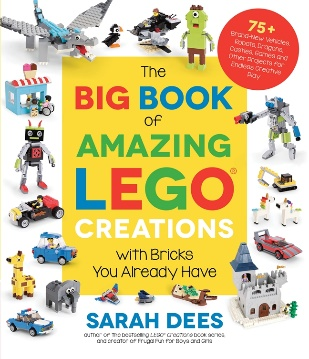 75+
Brand-New Vehicles,
Robots, Dragons,
Castles, Games and
Other Projects for
Endless Creative
Play
The
BIG BOOK
of
AMAZING
LEGO®
CREATIONS
with Bricks
You Already Have
SARAH DEES
author of the bestselling LEGO® Creations book series
and creator of Frugal Fun for Boys and Girls